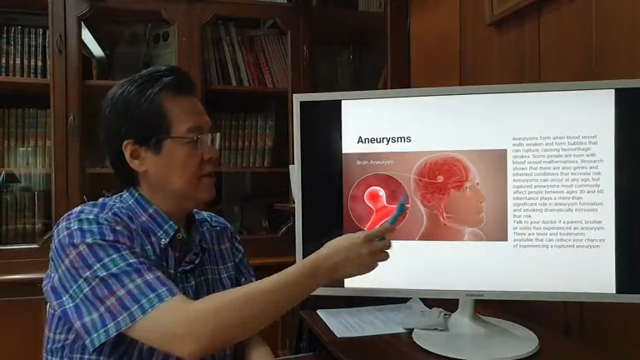 Aneurysms
Brain Aneurysm
Aneurysms form when blood vessel
walls weaken and form bubbles that
can rupture, causing hemorrhagic
strokes. Some people are born with
blood vessel malformations. Research
shows that there are also genes and
inherited conditions that increase risk.
Aneurysms can occur at any age, but
ruptured aneurysms most commonly
affect people between ages 30 and 60.
Inheritance plays a more-than-
significant role in aneurysm formation,
and smoking dramatically increases
that risk.
Talk to your doctor if a parent, brother
or sister had experienced an aneurysm.
There are tests and treatments
available that can reduce your chances
of experiencing a ruptured aneurysm.